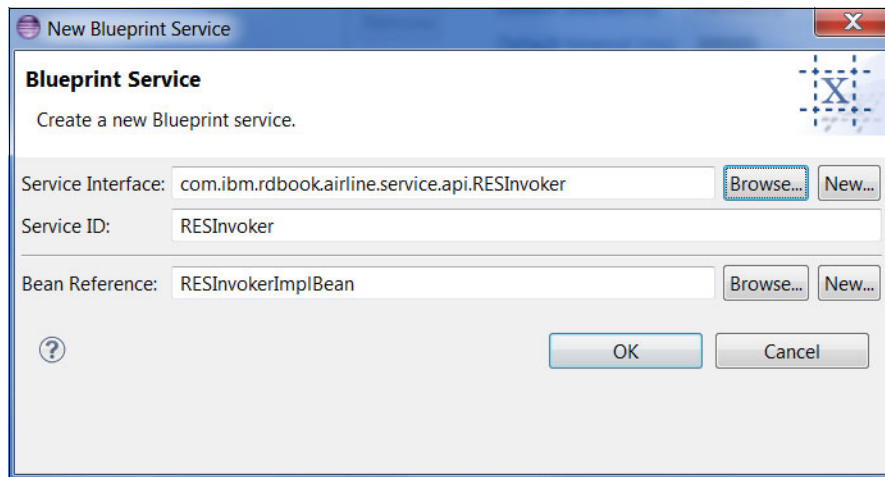 New Blueprint Service
X
Blueprint Service
Create a new Blueprint service.
X
Service Interface: com.ibm.rdbook.airline.service.api.RESInvoker Browse... New...
Service ID: RESInvoker
Bean Reference: RESInvokerImplBean Browse... New...
? OK Cancel